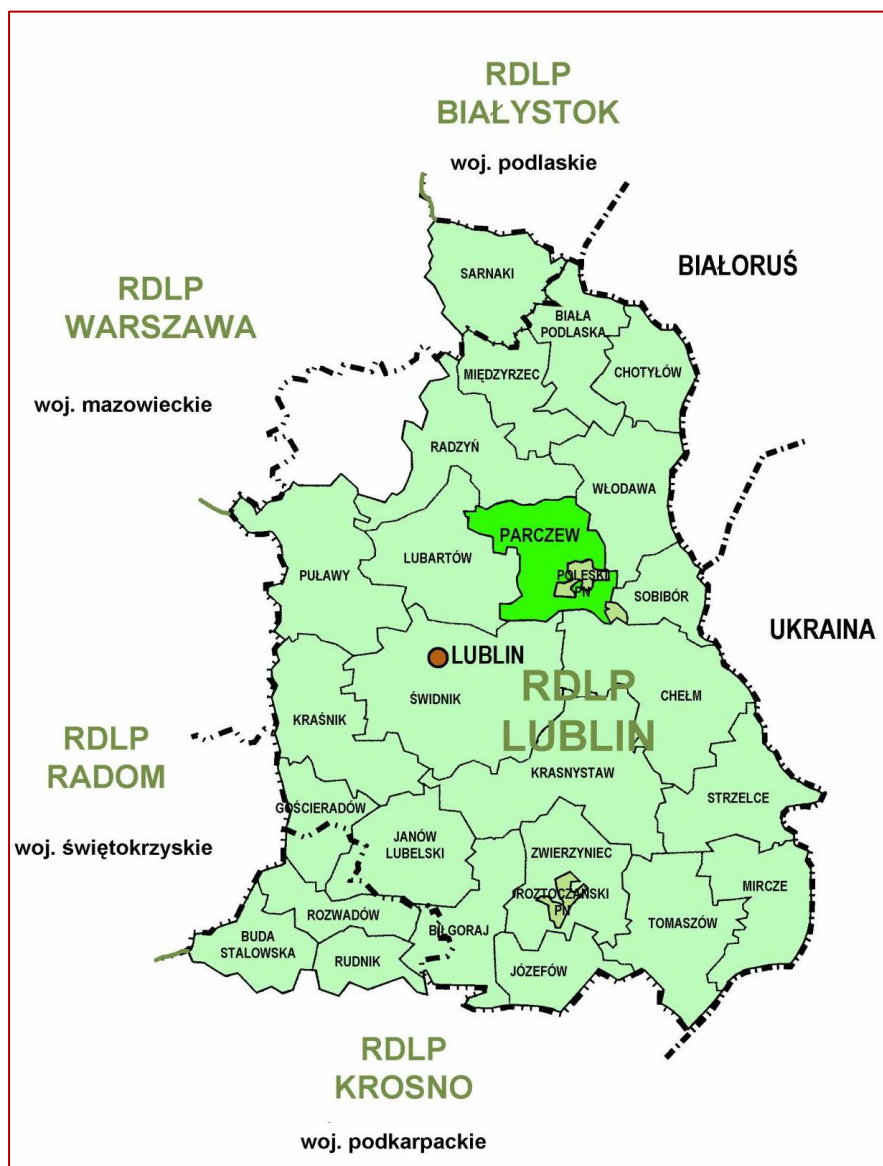 RDLP
BIAŁYSTOK
woj. podlaskie
BIAŁORUŚ
SARNAKI
RDLP
WARSZAWA
BIAŁA
PODLASKA
MIĘDZYRZEC
CHOTYŁÓW
woj. mazowieckie
RADZYŃ
WŁODAWA
PARCZEW
LUBARTÓW
PUŁAWY
POLESKI
PN
SOBIBÓR
UKRAINA
LUBLIN
RDLP
LUBLIN
ŚWIDNIK
CHEŁM
KRAŚNIK
RDLP
RADOM
KRASNYSTAW
STRZELCE
GOŚCIERADÓW
JANÓW
LUBELSKI
ZWIERZYNIEC
woj. świętokrzyskie
MIRCZE
ROZTOCZAŃSKI
PN
ROZWADÓW
TOMASZÓW
BUDA
STALOWSKA
BIŁGORAJ
RUDNIK
JÓZEFÓW
RDLP
KROSNO
woj. podkarpackie